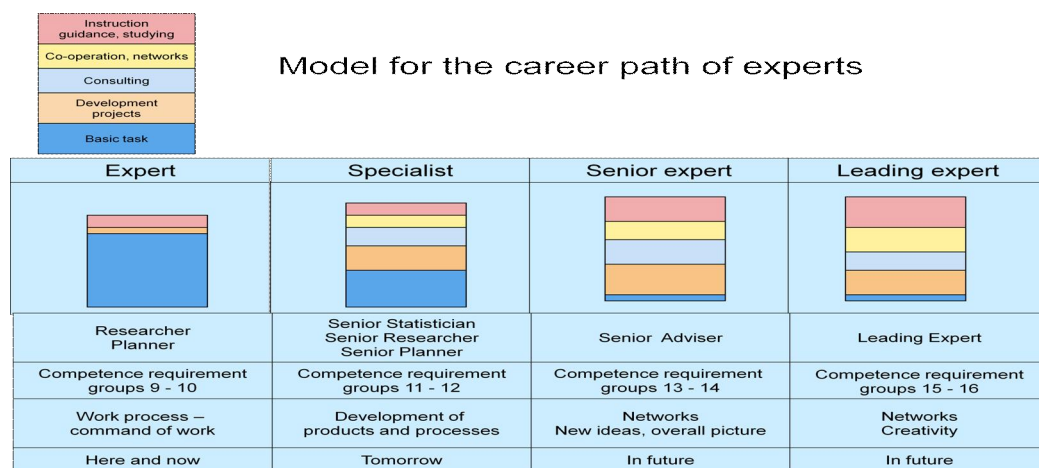 Instruction
guidance, studying
Co-operation, networks
Consulting
Development
projects
Basic task
Model for the career path of experts
Expert
Specialist
Senior expert
Leading expert
Researcher
Planner
Senior Statistician
Senior Researcher
Senior Planner
Senior Adviser
Leading Expert
Competence requirement
groups 9 - 10
Competence requirement
groups 11 - 12
Competence requirement
groups 13 - 14
Competence requirement
groups 15 - 16
Work process –
command of work
Development of
products and processes
Networks
New ideas, overall picture
Networks
Creativity
Here and now
Tomorrow
In future
In future